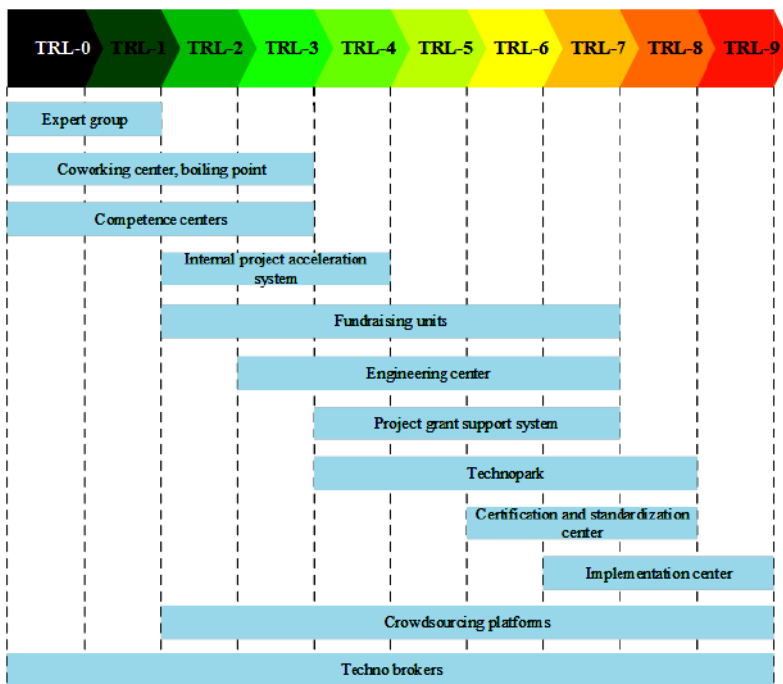 TRL-0 TRL-1 TRL-2 TRL-3 TRL-4 TRL-5 TRL-6 TRL-7 TRL-8 TRL-9
Expert group
Coworking center, boiling point
Competence centers
Internal project acceleration
system
Fundraising units
Engineering center
Project grant support system
Technopark
Certification and standardization
center
Implementation center
Crowdsourcing platforms
Techno brokers